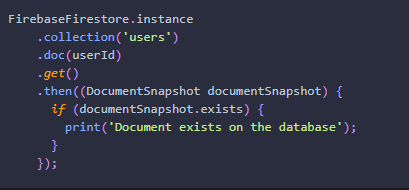 FirebaseFirestore.instance
    .collection('users')
    .doc(userId)
    .get()
    .then((DocumentSnapshot documentSnapshot) {
      if (documentSnapshot.exists) {
        print('Document exists on the database');
      }
    });